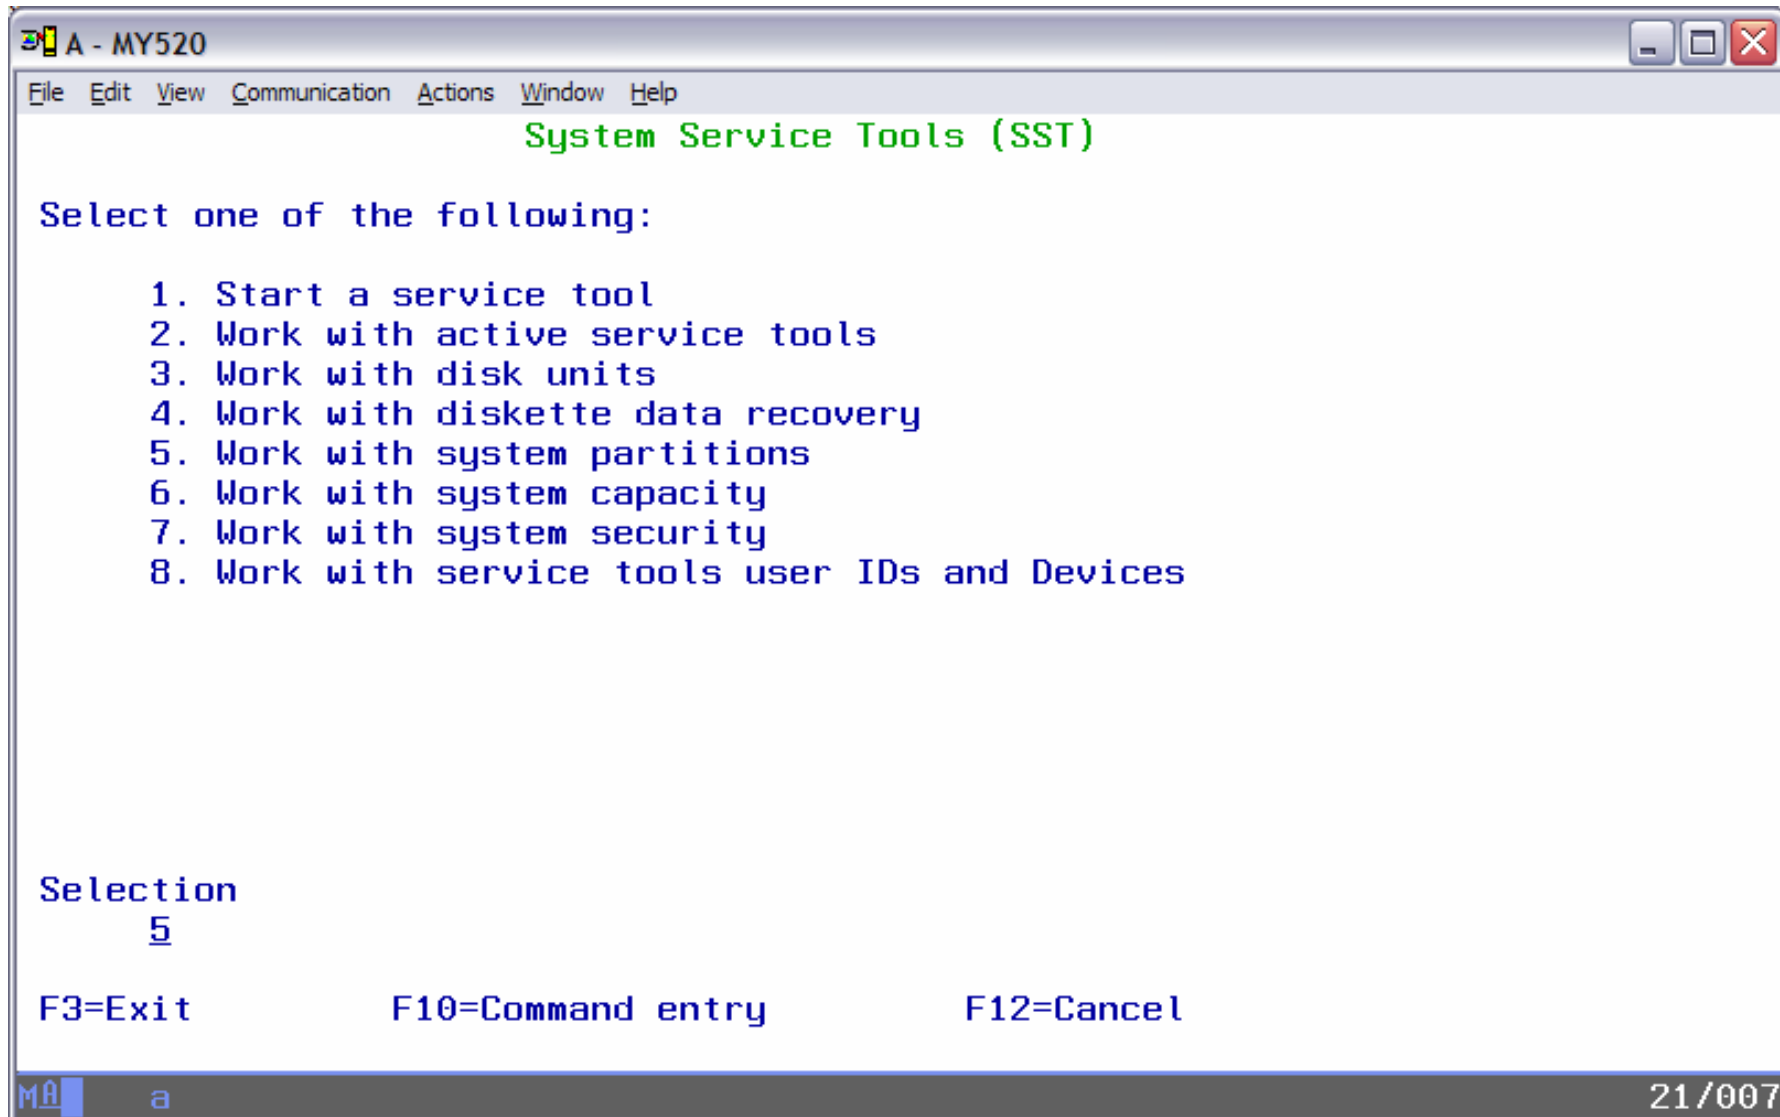 A - MY520
File Edit View Communication Actions Window Help
System Service Tools (SST)
Select one of the following:
1. Start a service tool
2. Work with active service tools
3. Work with disk units
4. Work with diskette data recovery
5. Work with system partitions
6. Work with system capacity
7. Work with system security
8. Work with service tools user IDs and Devices
Selection
5
F3=Exit F10=Command entry F12=Cancel
MA a 21/007